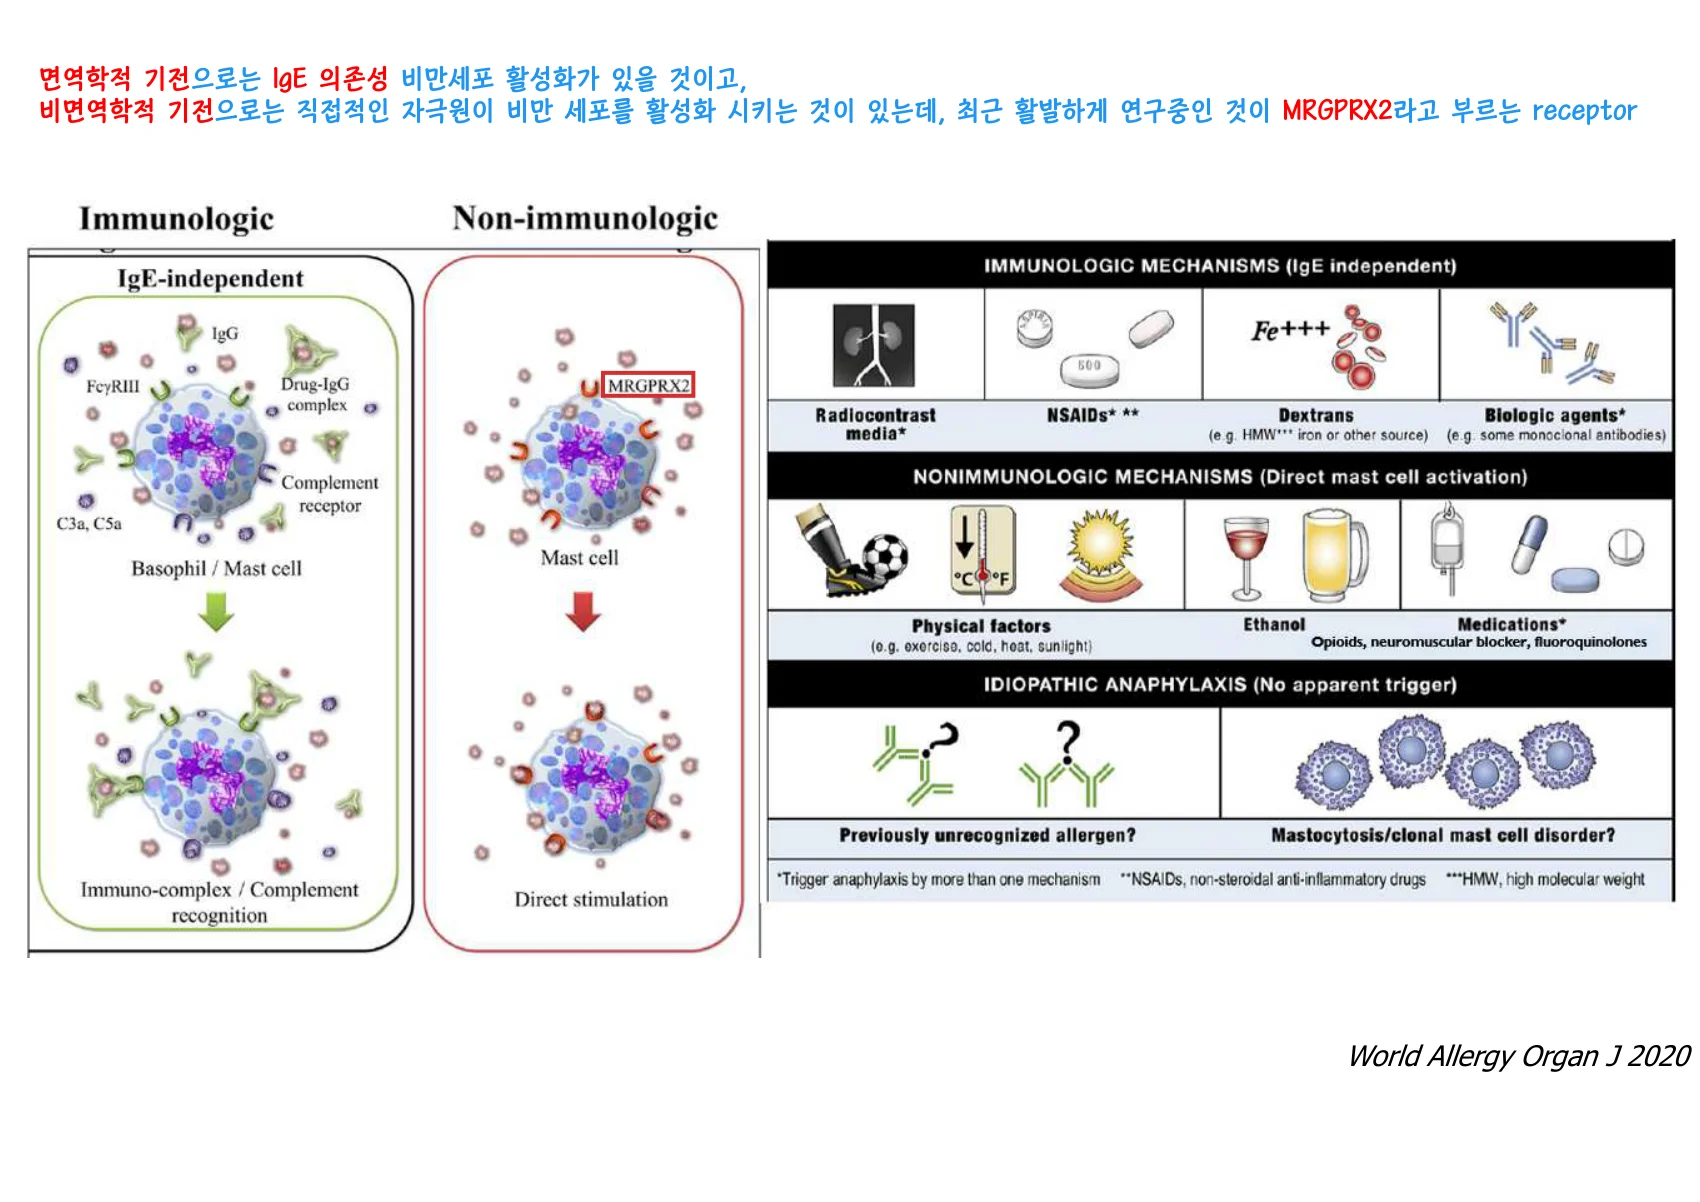 면역학적 기전으로는 IgE 의존성 비만세포 활성화가 있을 것이고,
비면역학적 기전으로는 직접적인 자극원이 비만 세포를 활성화 시키는 것이 있는데, 최근 활발하게 연구중인 것이 MRGPRX2라고 부르는 receptor
Immunologic
Non-immunologic
IgE-independent
IgG
FcγRIII
Drug-IgG
complex
Complement
receptor
C3a, C5a
Basophil / Mast cell
Immuno-complex / Complement
recognition
MRGPRX2
Mast cell
Direct stimulation
IMMUNOLOGIC MECHANISMS (IgE independent)
ASPIRIN
500
Fe+++
Radiocontrast
media*
NSAIDs* **
Dextrans
(e.g. HMW*** iron or other source)
Biologic agents*
(e.g. some monoclonal antibodies)
NONIMMUNOLOGIC MECHANISMS (Direct mast cell activation)
°C °F
Physical factors
(e.g. exercise, cold, heat, sunlight)
Ethanol
Medications*
Opioids, neuromuscular blocker, fluoroquinolones
IDIOPATHIC ANAPHYLAXIS (No apparent trigger)
? ?
Previously unrecognized allergen?
Mastocytosis/clonal mast cell disorder?
*Trigger anaphylaxis by more than one mechanism **NSAIDs, non-steroidal anti-inflammatory drugs ***HMW, high molecular weight
World Allergy Organ J 2020